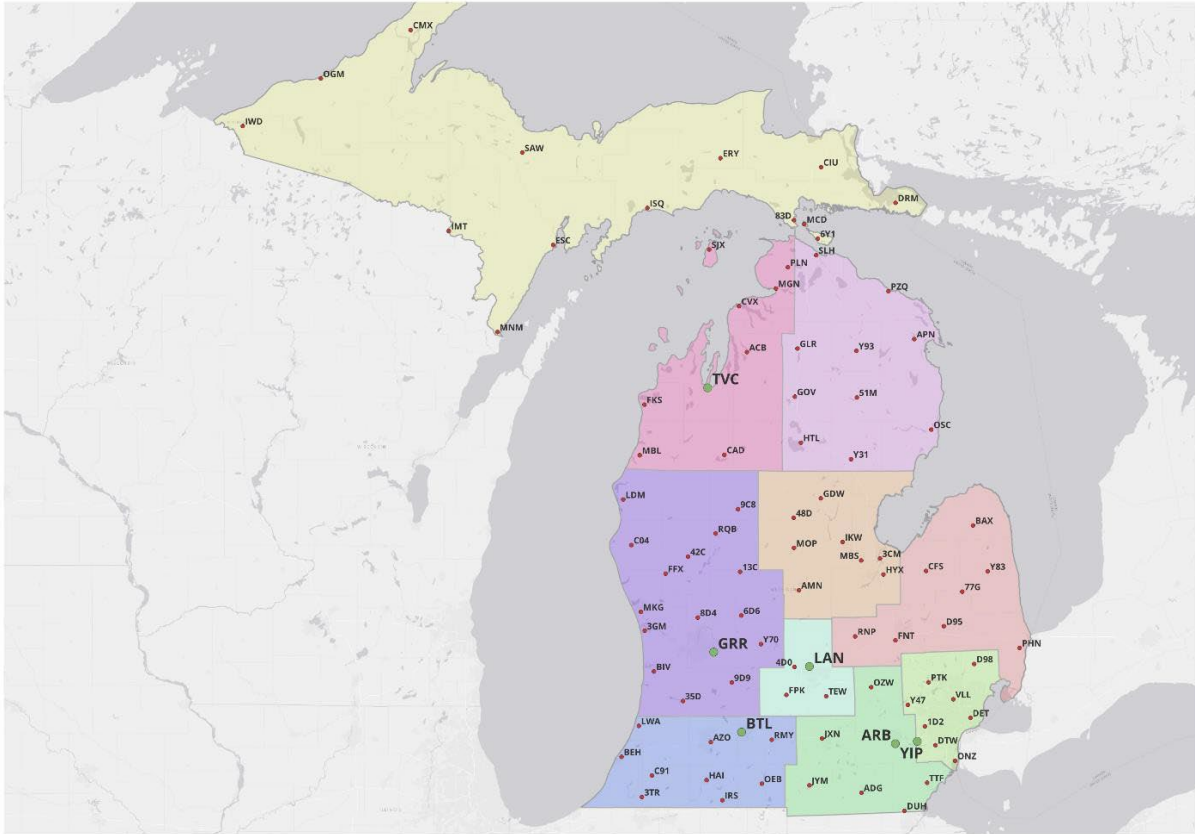 CMX
OGM
IWD
SAW
ERY
CIU
DRM
ISQ
83D
MCD
IMT
6Y1
ESC
SJX
SLH
PLN
MGN
PZQ
CVX
MNM
APN
ACB
GLR
Y93
TVC
GOV
51M
FKS
OSC
HTL
MBL
CAD
Y31
LDM
GDW
9C8
48D
BAX
RQB
C04
MOP
IKW
42C
MBS
3CM
FFX
13C
HYX
CFS
Y83
AMN
77G
MKG
8D4
6D6
3GM
D95
RNP
FNT
Y70
PHN
GRR
4D0
LAN
D98
BIV
9D9
PTK
OZW
FPK
TEW
35D
Y47
VLL
LWA
DET
1D2
BTL
AZO
RMY
JXN
ARB
YIP
DTW
BEH
ONZ
C91
HAI
OEB
JYM
TTF
3TR
IRS
ADG
DUH